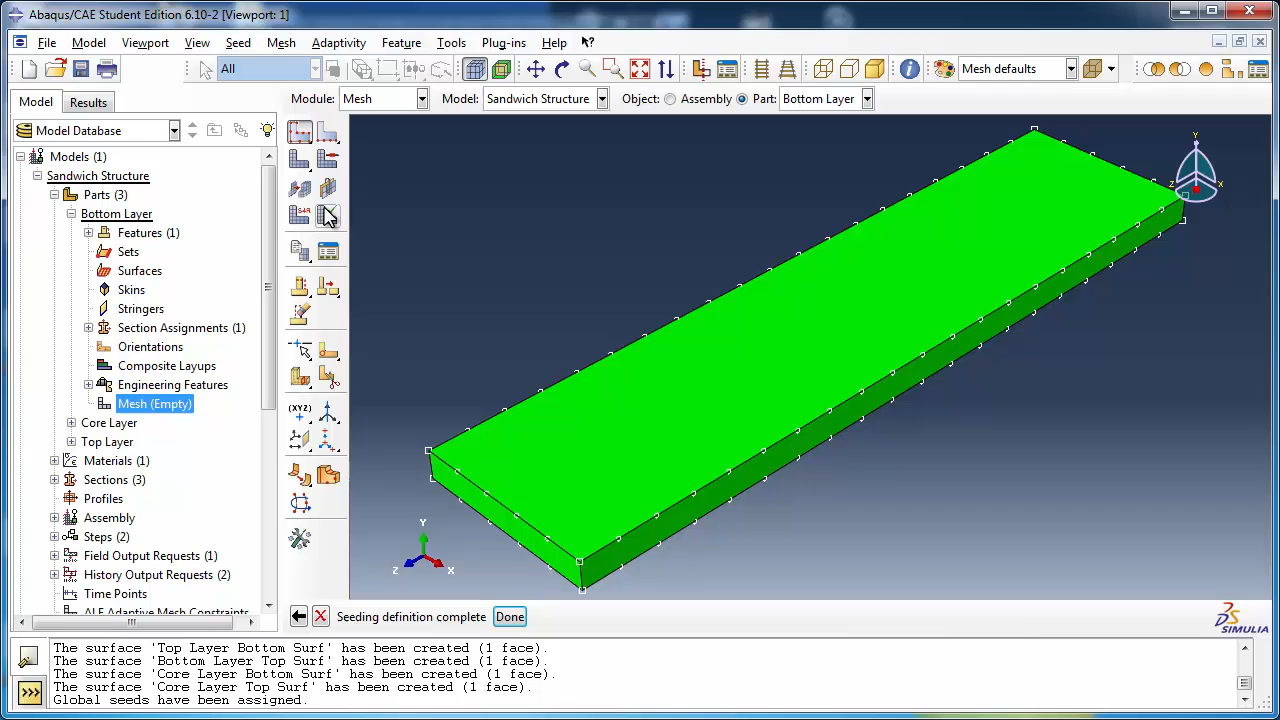 Abaqus/CAE Student Edition 6.10-2 [Viewport: 1]
File Model Viewport View Seed Mesh Adaptivity Feature Tools Plug-ins Help ?
All Mesh defaults
Model Results Module: Mesh Model: Sandwich Structure Object: Assembly Part: Bottom Layer
Model Database
Models (1)
Sandwich Structure
Parts (3)
Bottom Layer
Features (1)
Sets
Surfaces
Skins
Stringers
Section Assignments (1)
Orientations
Composite Layups
Engineering Features
Mesh (Empty)
Core Layer
Top Layer
Materials (1)
Sections (3)
Profiles
Assembly
Steps (2)
Field Output Requests (1)
History Output Requests (2)
Time Points
ALE Adaptive Mesh Constraints
S4R
(XYZ)
Y
Z X
Y
Z X
Seeding definition complete Done
SIMULIA
The surface 'Top Layer Bottom Surf' has been created (1 face).
The surface 'Bottom Layer Top Surf' has been created (1 face).
The surface 'Core Layer Bottom Surf' has been created (1 face).
The surface 'Core Layer Top Surf' has been created (1 face).
Global seeds have been assigned.
>>>